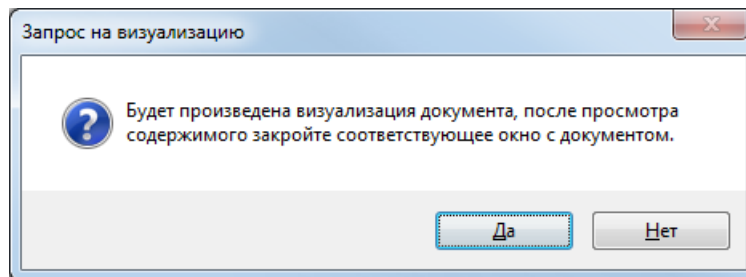 Запрос на визуализацию
Будет произведена визуализация документа, после просмотра
содержимого закройте соответствующее окно с документом.
Да
Нет